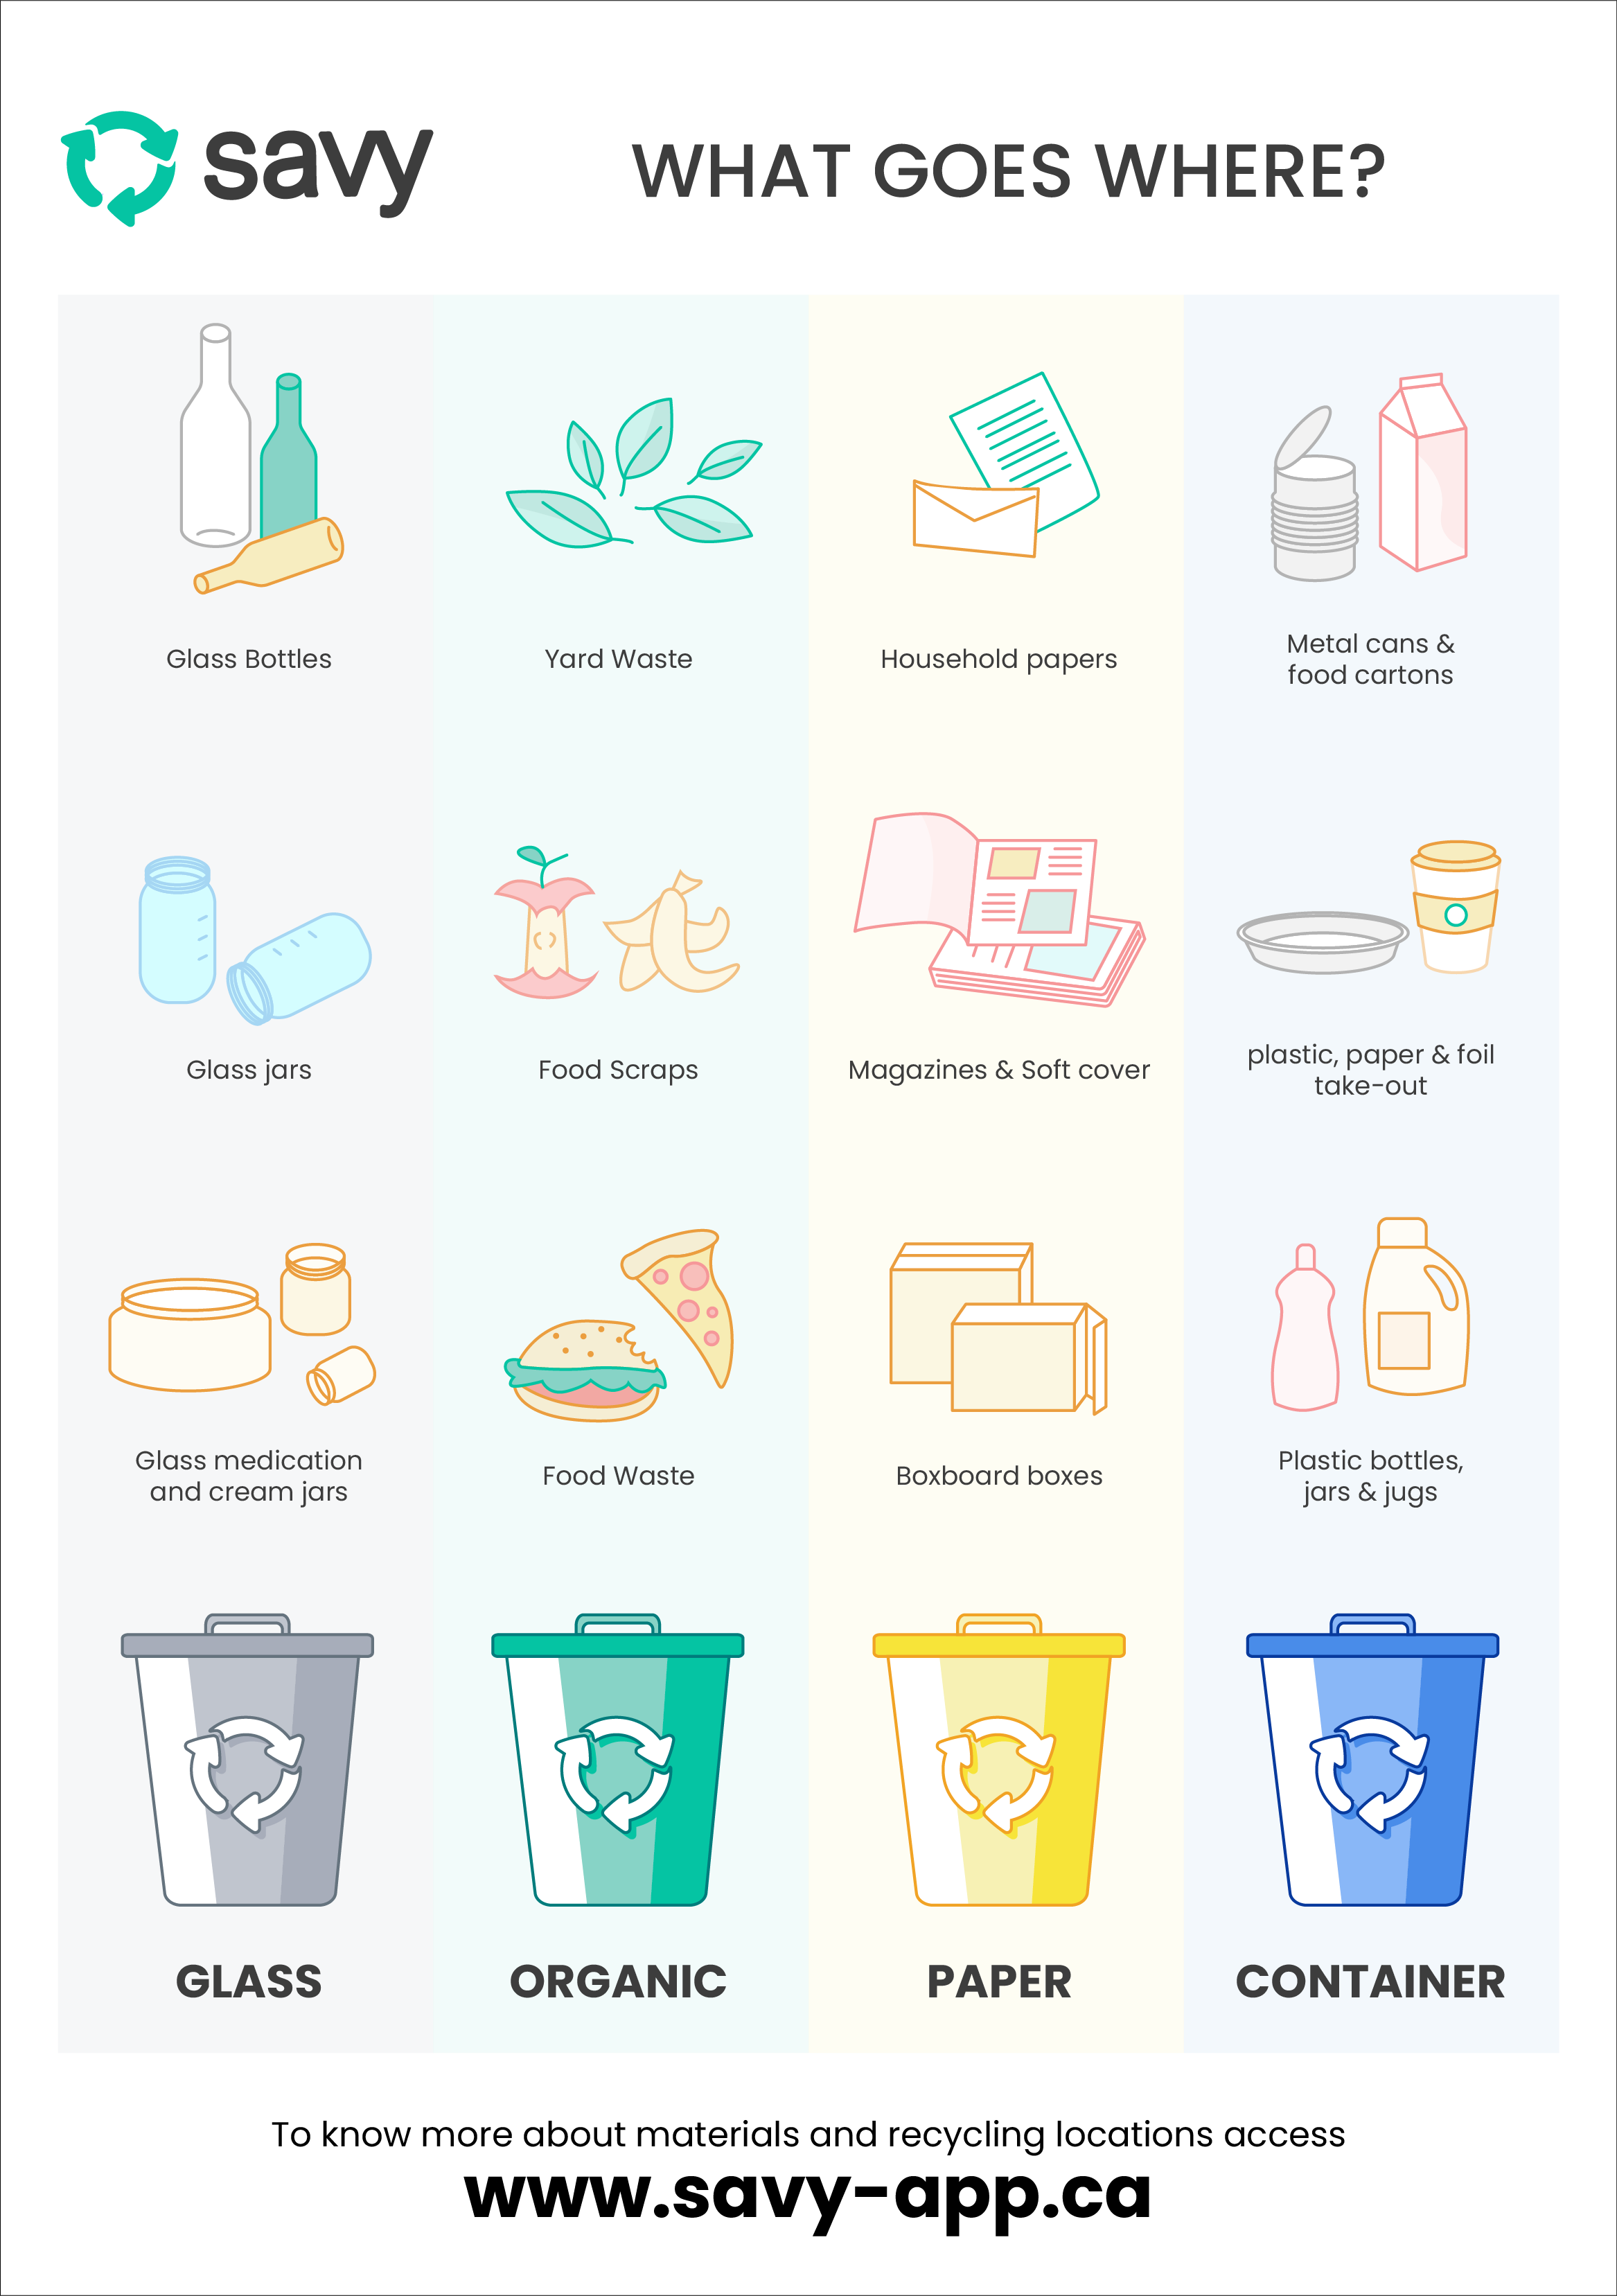 savy
WHAT GOES WHERE?
Glass Bottles
Yard Waste
Household papers
Metal cans &
food cartons
Glass jars
Food Scraps
Magazines & Soft cover
plastic, paper & foil
take-out
Glass medication
and cream jars
Food Waste
Boxboard boxes
Plastic bottles,
jars & jugs
GLASS
ORGANIC
PAPER
CONTAINER
To know more about materials and recycling locations access
www.savy-app.ca